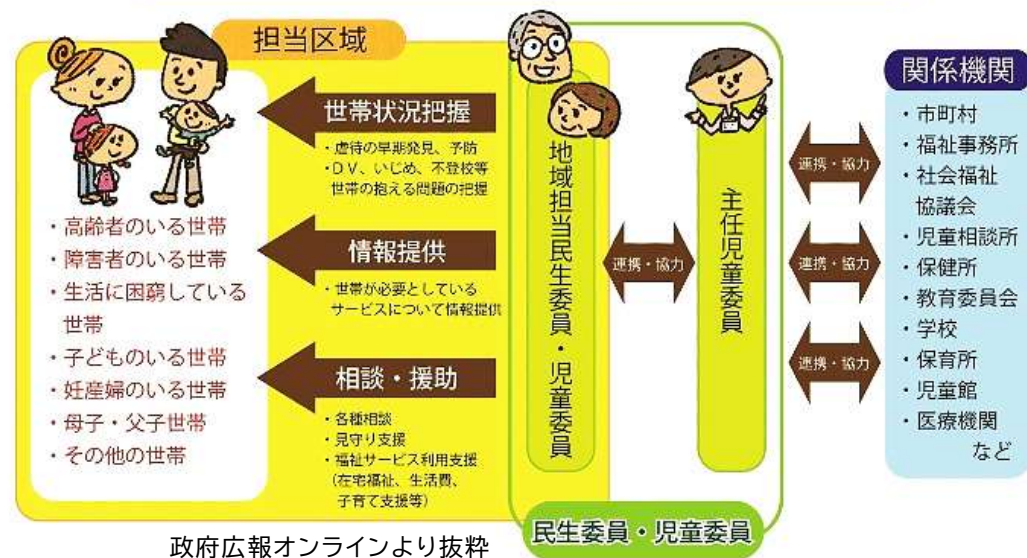 担当区域
世帯状況把握
・虐待の早期発見、予防
・DV、いじめ、不登校等
世帯の抱える問題の把握
情報提供
・世帯が必要としている
サービスについて情報提供
相談・援助
・各種相談
・見守り支援
・福祉サービス利用支援
(在宅福祉、生活費、
子育て支援等)
・高齢者のいる世帯
・障害者のいる世帯
・生活に困窮している
世帯
・子どものいる世帯
・妊産婦のいる世帯
・母子・父子世帯
・その他の世帯
地域担当民生委員・児童委員
連携・協力
主任児童委員
連携・協力
連携・協力
連携・協力
関係機関
・市町村
・福祉事務所
・社会福祉
協議会
・児童相談所
・保健所
・教育委員会
・学校
・保育所
・児童館
・医療機関
など
民生委員・児童委員
政府広報オンラインより抜粋